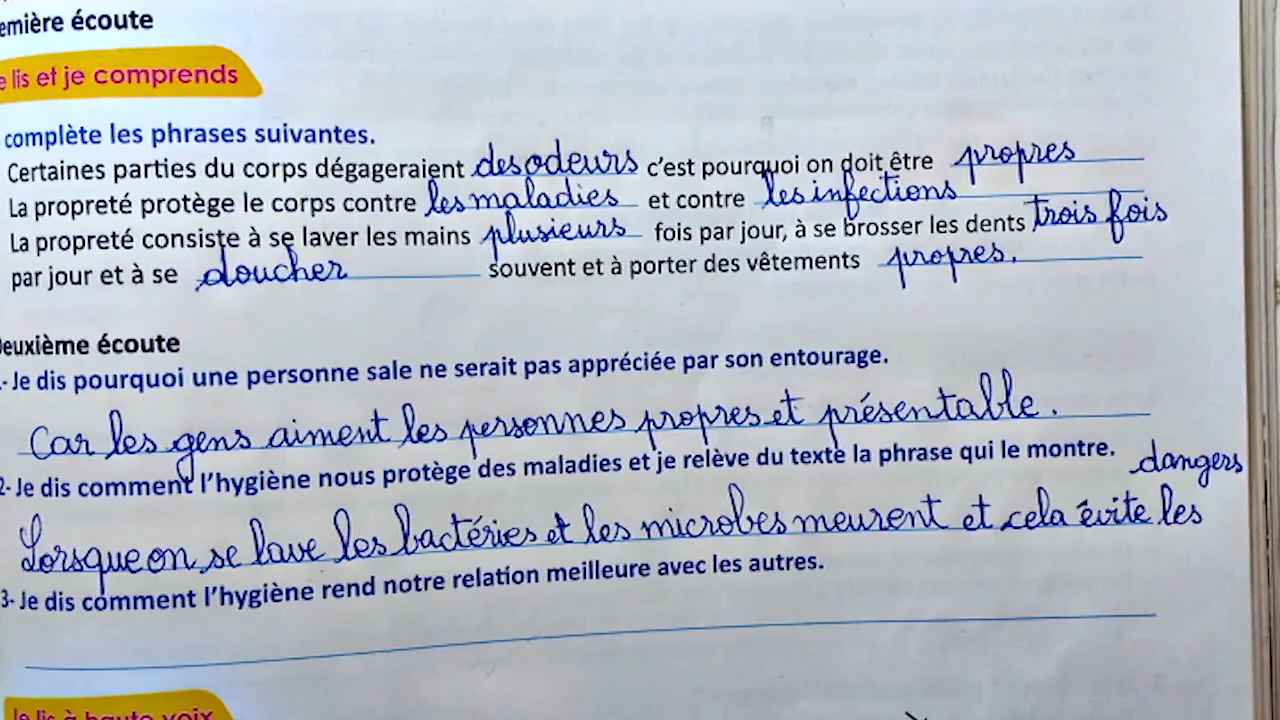 emière écoute
e lis et je comprends
complète les phrases suivantes.
Certaines parties du corps dégageraient des odeurs c'est pourquoi on doit être propres
La propreté protège le corps contre les maladies et contre les infections
La propreté consiste à se laver les mains plusieurs fois par jour, à se brosser les dents trois fois
par jour et à se doucher souvent et à porter des vêtements propres.
Deuxième écoute
- Je dis pourquoi une personne sale ne serait pas appréciée par son entourage.
Car les gens aiment les personnes propres et présentable.
2- Je dis comment l'hygiène nous protège des maladies et je relève du texte la phrase qui le montre.
dangers
Lorsque on se lave les bactéries et les microbes meurent et cela évite les
3- Je dis comment l'hygiène rend notre relation meilleure avec les autres.
Je lis à haute voix